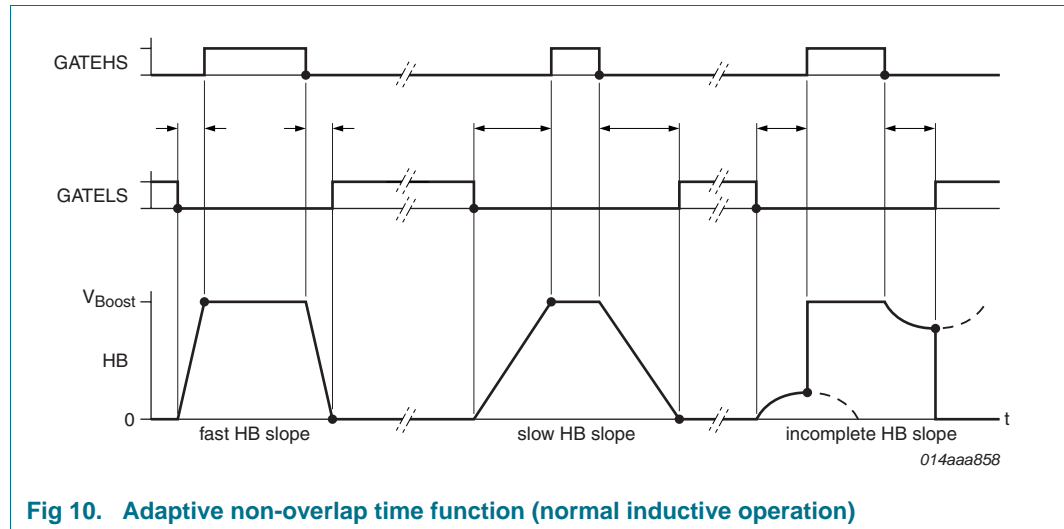 GATEHS
GATELS
VBoost
HB
0
t
fast HB slope
slow HB slope
incomplete HB slope
014aaa858
Fig 10. Adaptive non-overlap time function (normal inductive operation)